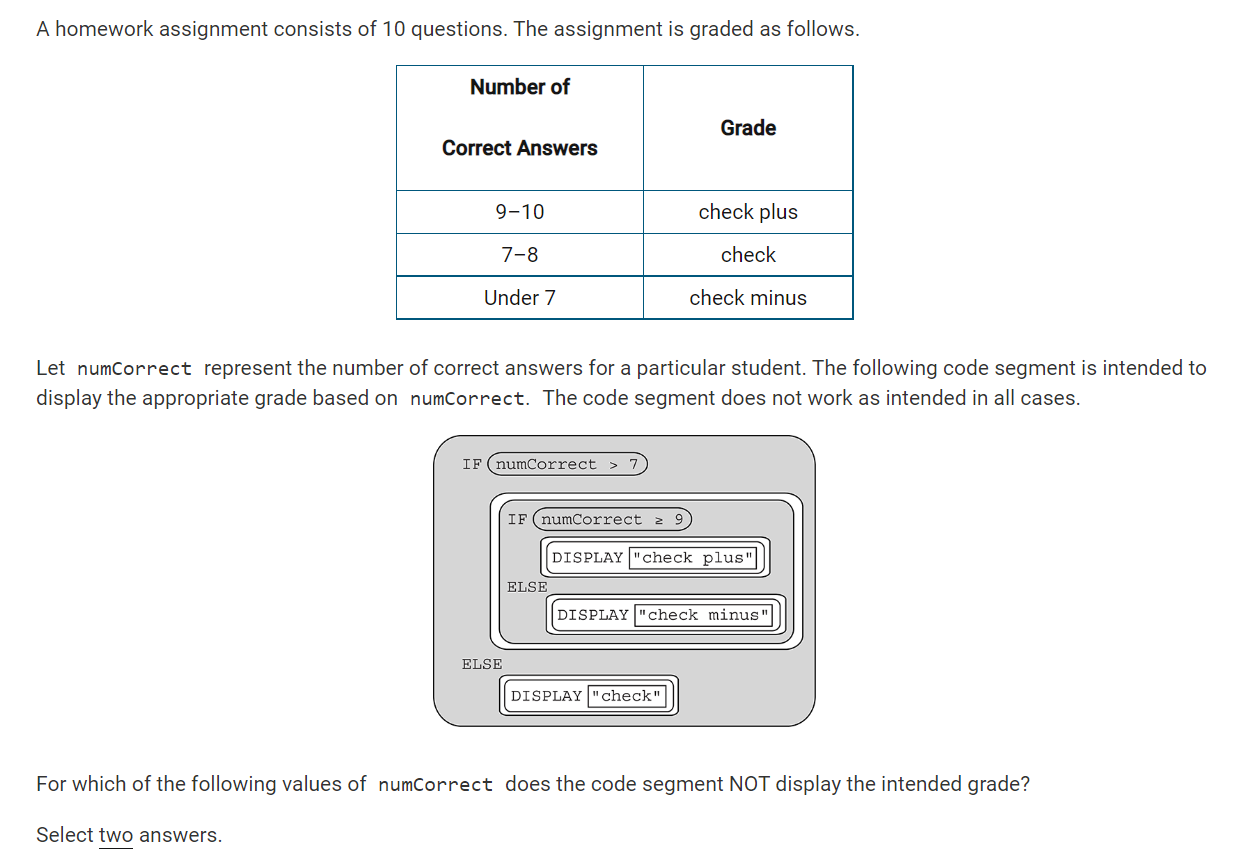 A homework assignment consists of 10 questions. The assignment is graded as follows.
Number of
Correct Answers
Grade
9–10 check plus
7–8 check
Under 7 check minus
Let numCorrect represent the number of correct answers for a particular student. The following code segment is intended to
display the appropriate grade based on numCorrect. The code segment does not work as intended in all cases.
IF numCorrect > 7
IF numCorrect ≥ 9
DISPLAY "check plus"
ELSE
DISPLAY "check minus"
ELSE
DISPLAY "check"
For which of the following values of numCorrect does the code segment NOT display the intended grade?
Select two answers.